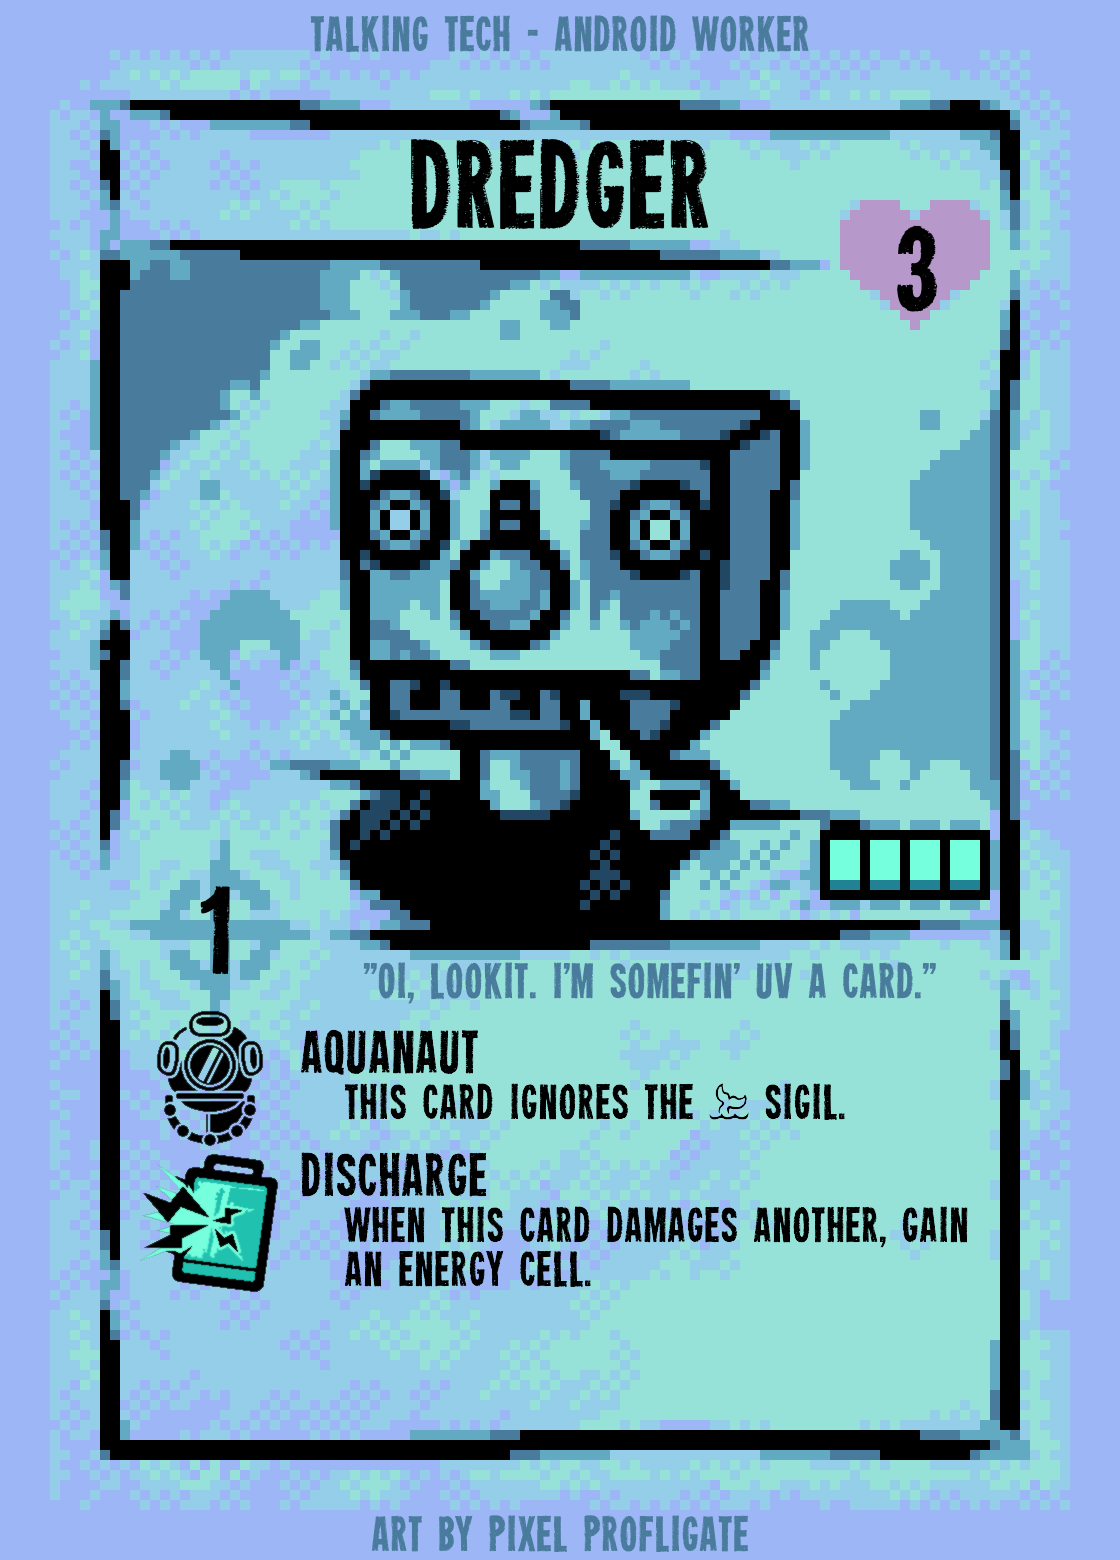 TALKING TECH - ANDROID WORKER
DREDGER
3
1
"OI, LOOKIT. I'M SOMEFIN' UV A CARD."
AQUANAUT
THIS CARD IGNORES THE SIGIL.
DISCHARGE
WHEN THIS CARD DAMAGES ANOTHER, GAIN
AN ENERGY CELL.
ART BY PIXEL PROFLIGATE